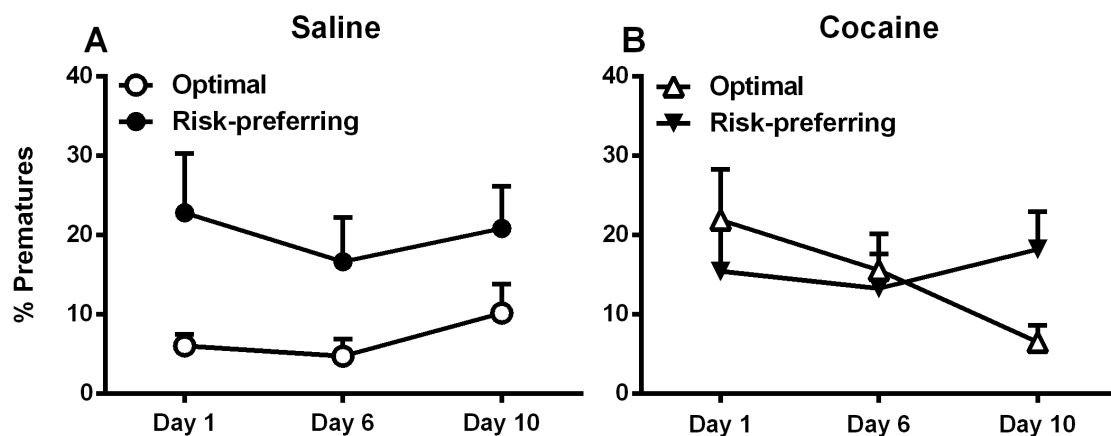 A
Saline
Optimal
Risk-preferring
% Prematures
40
30
20
10
0
Day 1
Day 6
Day 10
B
Cocaine
Optimal
Risk-preferring
40
30
20
10
0
Day 1
Day 6
Day 10